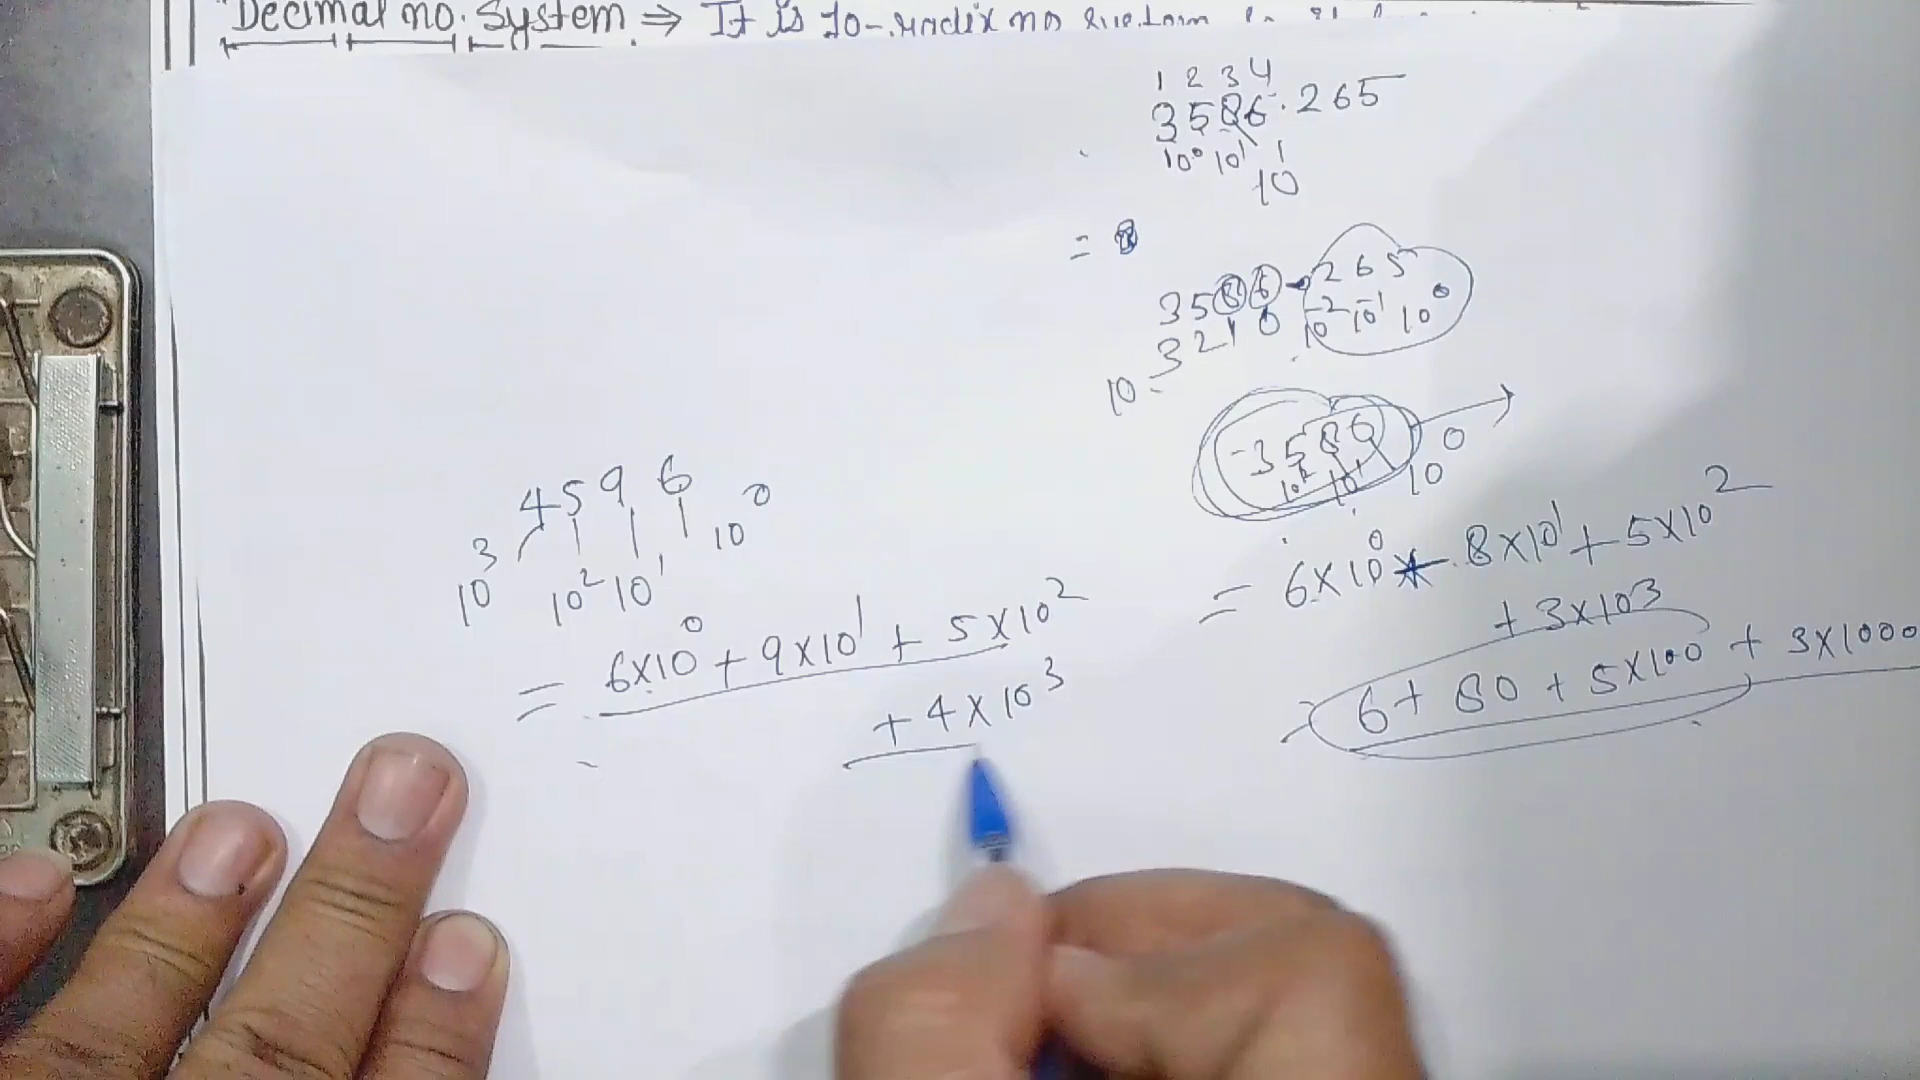 Decimal no. System ⇒ It is 10-radix no
1 2 3 4
3586.265
10⁰ 10¹ 10¹
=
3586.265
3 2 1 0 10⁻² 10⁻¹ 10⁰
10
3586
10² 10¹ 10⁰
4596
10³ 10² 10¹ 10⁰
= 6×10⁰ + 9×10¹ + 5×10²
+ 4×10³
= 6×10⁰ + 8×10¹ + 5×10²
+ 3×10³
6 + 80 + 5×100 + 3×1000